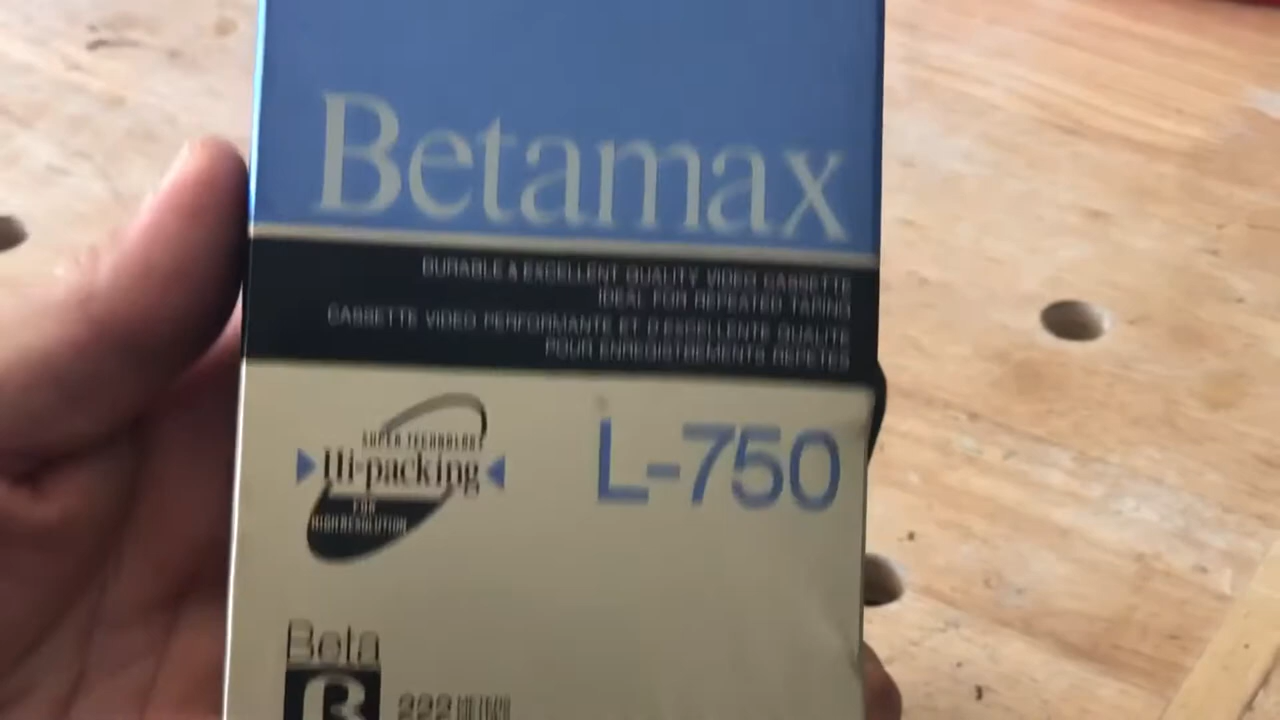 Betamax
DURABLE & EXCELLENT QUALITY VIDEO CASSETTE
IDEAL FOR REPEATED TAPING
CASSETTE VIDEO PERFORMANTE ET D'EXCELLENTE QUALITE
POUR ENREGISTREMENTS REPETES
SUPER TECHNOLOGY
Hi-packing
FOR
HIGH RESOLUTION
L-750
Beta
B
222